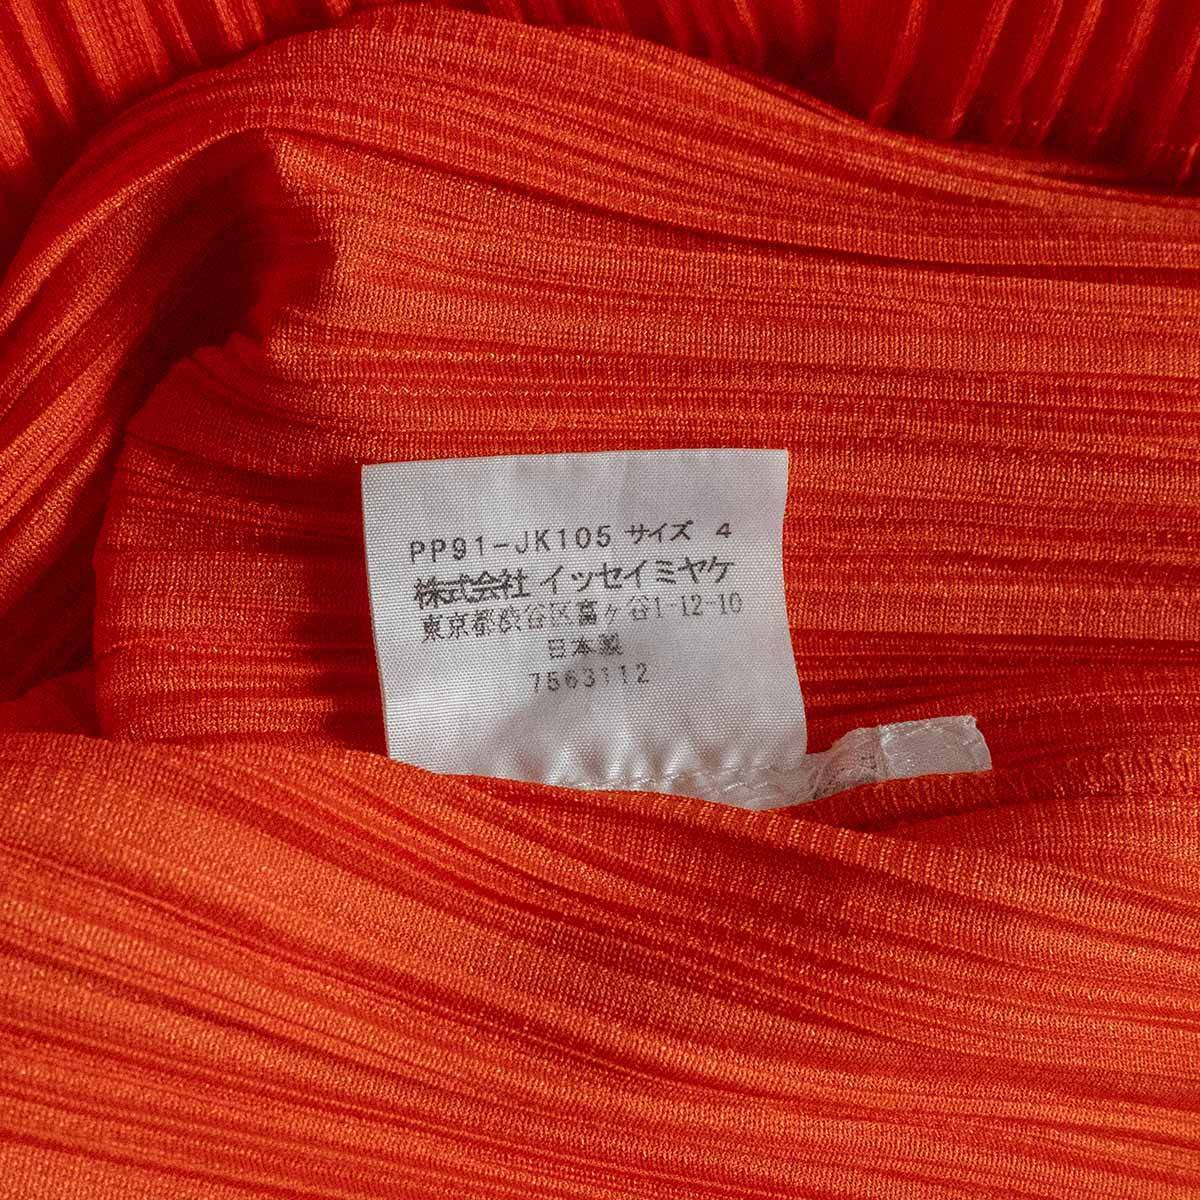 PP91-JK105 サイズ 4
株式会社 イッセイミヤケ
東京都渋谷区富ヶ谷1-12-10
日本製
7563112